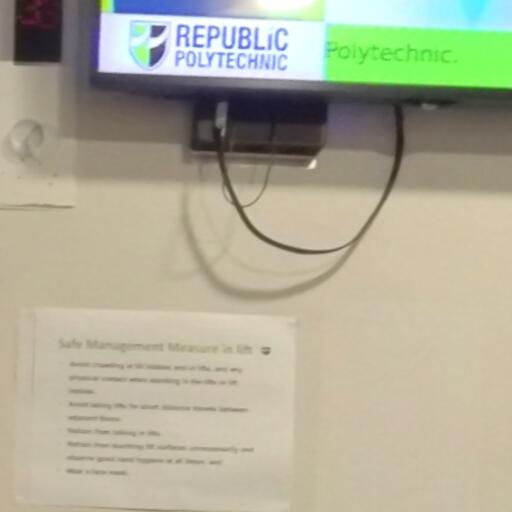 REPUBLIC
POLYTECHNIC
Polytechnic.
Safe Management Measure in lift
Avoid crowding at lift lobbies and in lifts, and any
physical contact when standing in the lifts or lift
lobbies.
Avoid taking lifts for short distance travels between
adjacent floors.
Refrain from talking in lifts.
Refrain from touching lift surfaces unnecessarily and
observe good hand hygiene at all times; and
Wear a face mask.